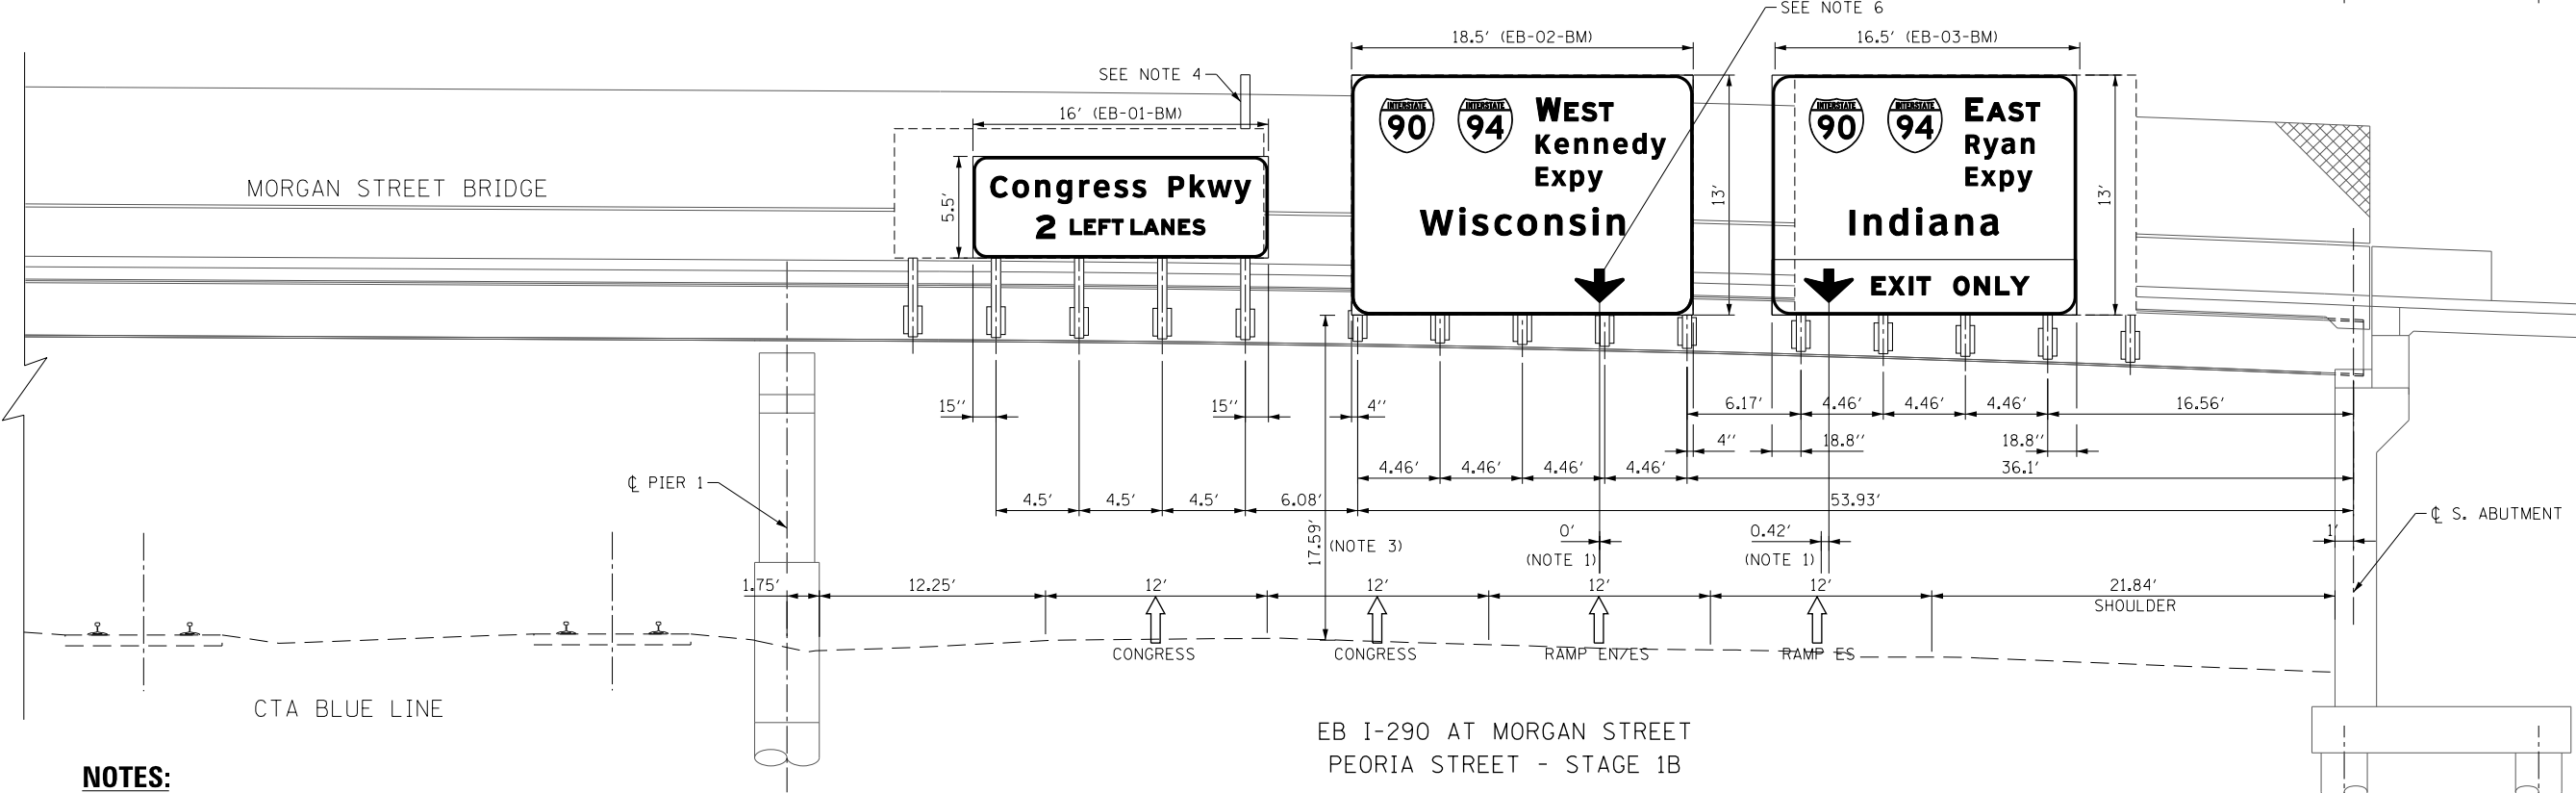 SEE NOTE 6
18.5' (EB-02-BM)
16.5' (EB-03-BM)
SEE NOTE 4
16' (EB-01-BM)
MORGAN STREET BRIDGE
5.5'
Congress Pkwy
2 LEFT LANES
INTERSTATE 90
INTERSTATE 94
WEST
Kennedy
Expy
Wisconsin
13'
INTERSTATE 90
INTERSTATE 94
EAST
Ryan
Expy
Indiana
EXIT ONLY
13'
15"
15"
4"
6.17'
4.46'
4.46'
4.46'
16.56'
4"
18.8"
18.8"
4.46'
4.46'
4.46'
4.46'
36.1'
℄ PIER 1
4.5'
4.5'
4.5'
6.08'
53.93'
℄ S. ABUTMENT
17.59'
(NOTE 3)
0'
(NOTE 1)
0.42'
(NOTE 1)
1'
1.75'
12.25'
12'
12'
12'
12'
21.84'
SHOULDER
CONGRESS
CONGRESS
RAMP EN/ES
RAMP ES
CTA BLUE LINE
EB I-290 AT MORGAN STREET
PEORIA STREET - STAGE 1B
NOTES: